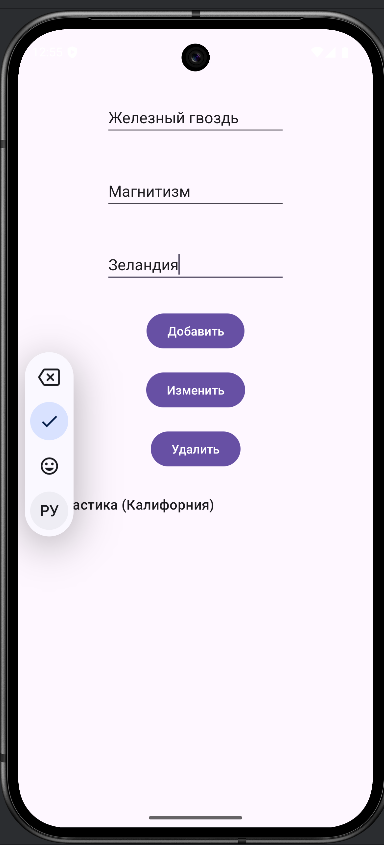 Железный гвоздь
Магнитизм
Зеландия
Добавить
Изменить
Удалить
РУ
астика (Калифорния)